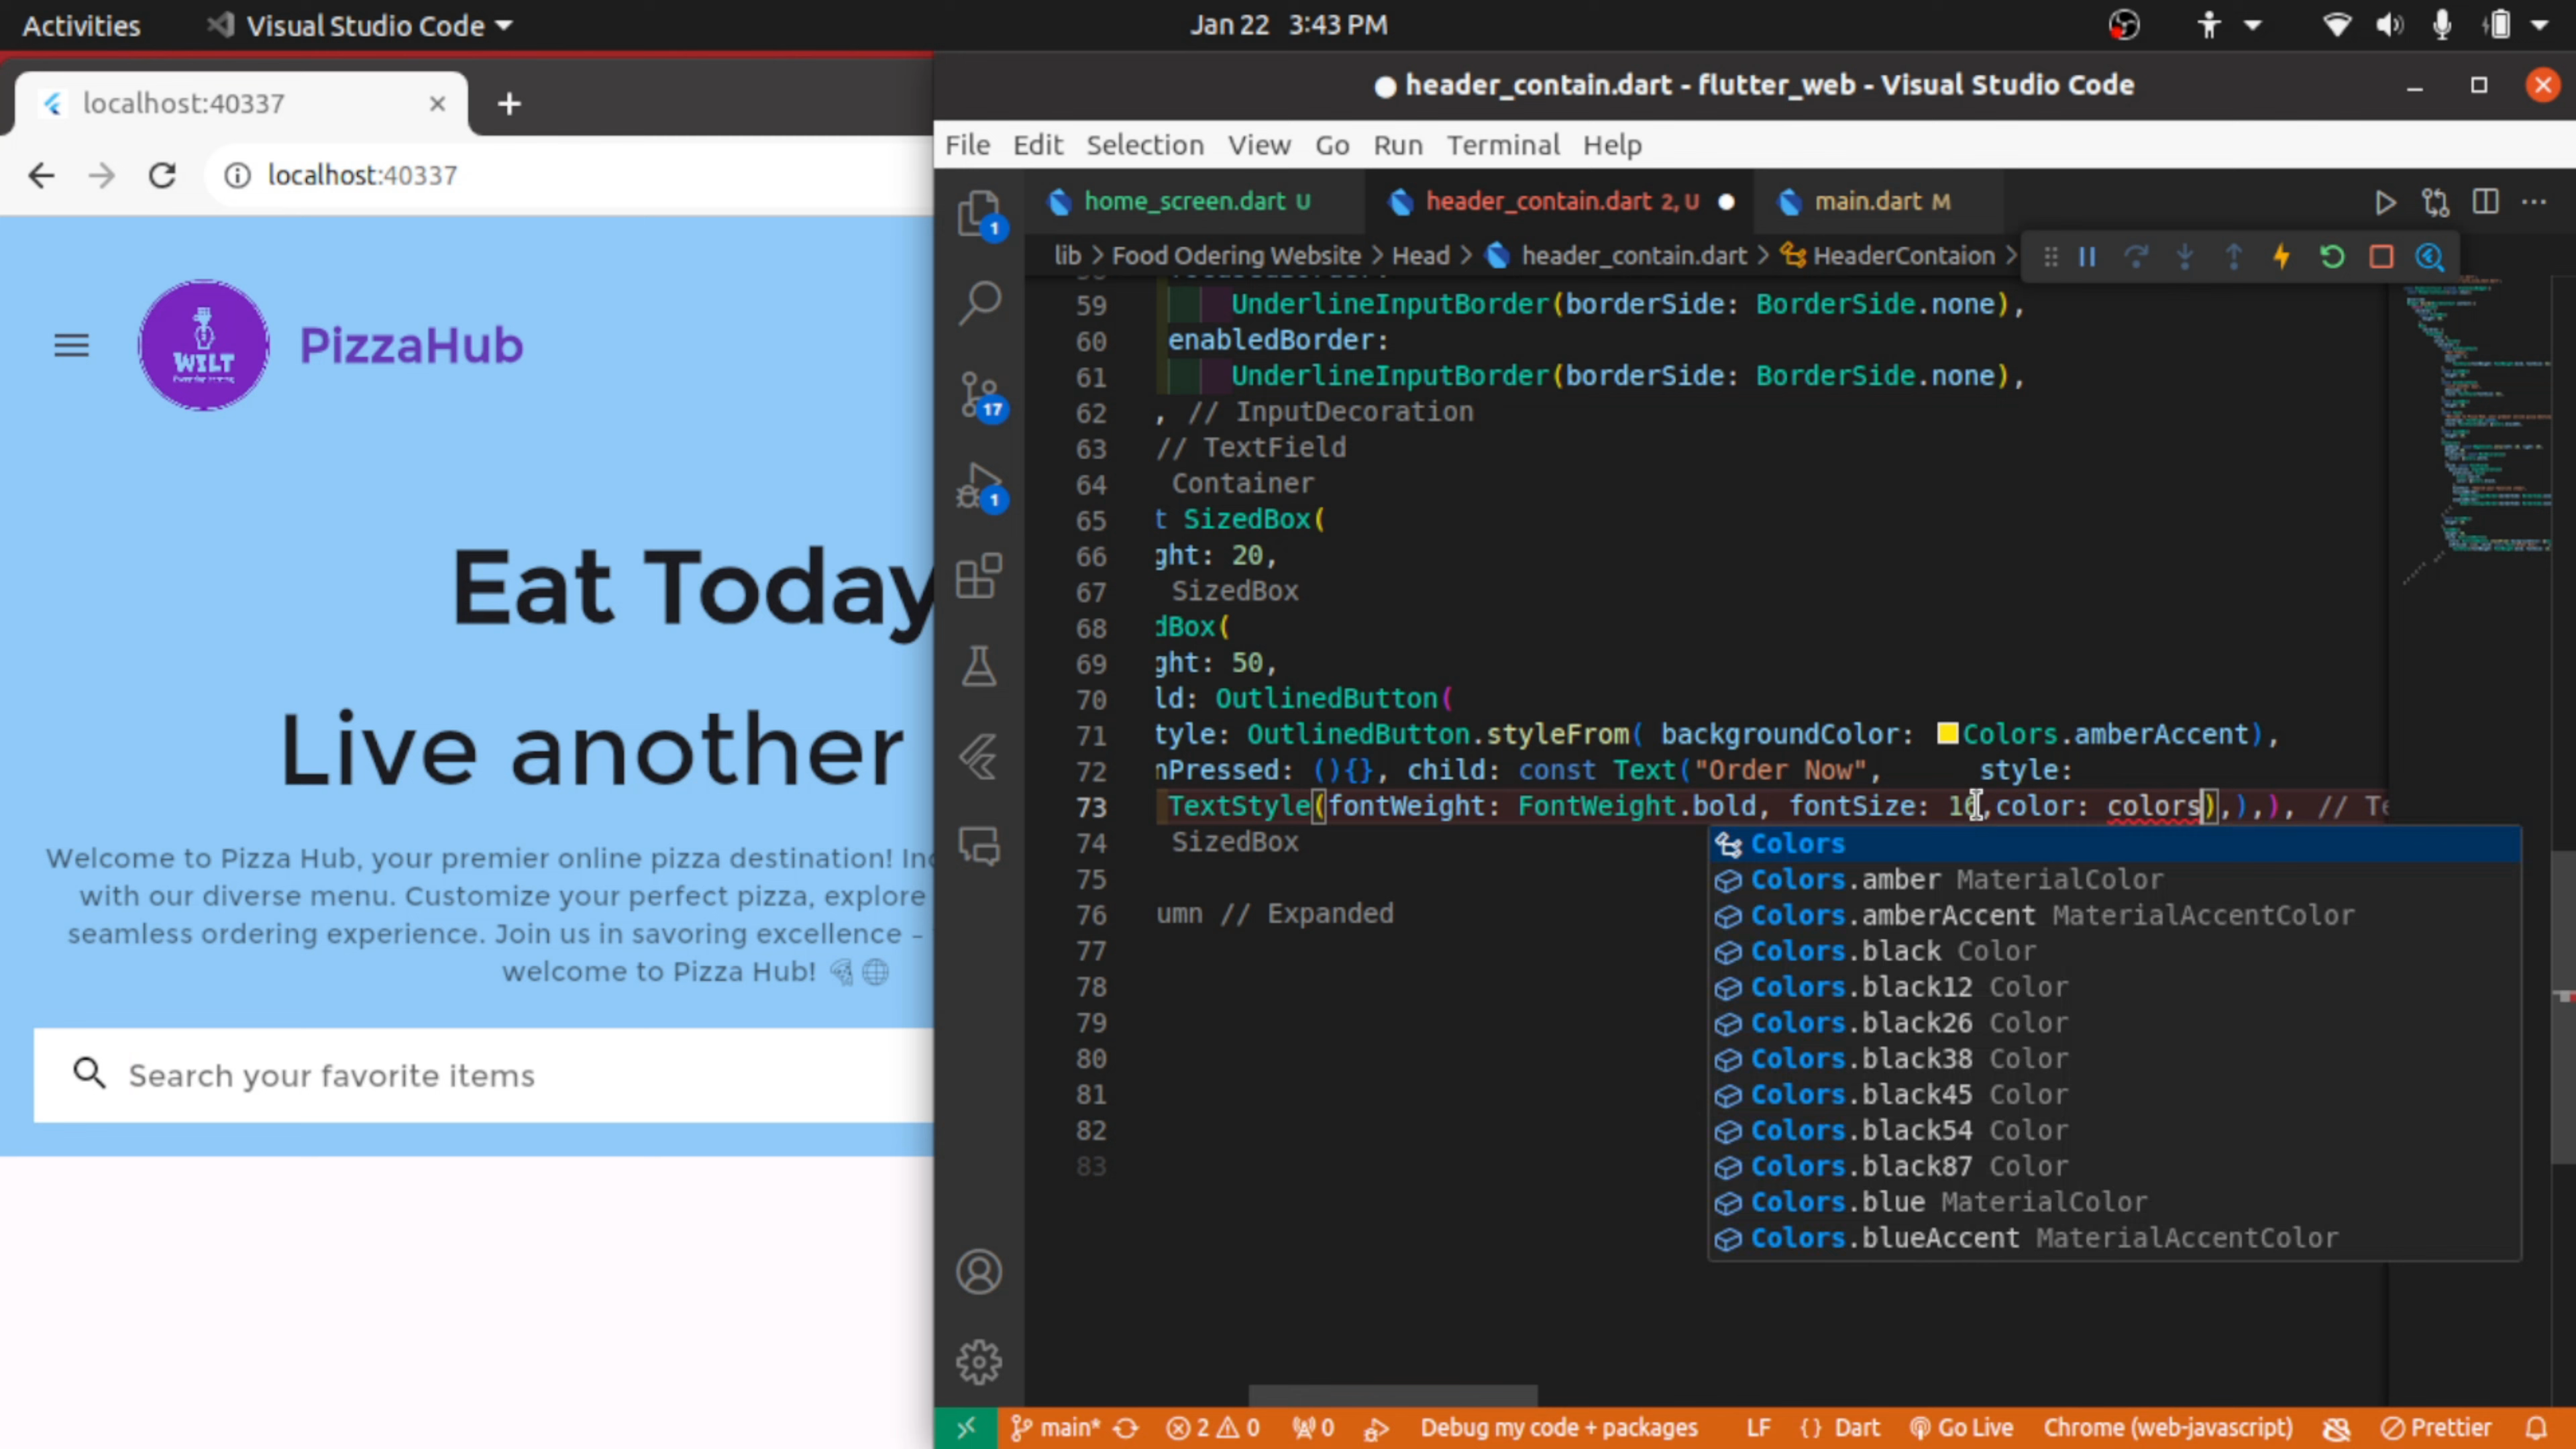 Activities
Visual Studio Code
Jan 22 3:43 PM
localhost:40337
localhost:40337
WILT
PizzaHub
Eat Today
Live another
Welcome to Pizza Hub, your premier online pizza destination!
with our diverse menu. Customize your perfect pizza, explore
seamless ordering experience. Join us in savoring excellence –
welcome to Pizza Hub! 🍕🌐
Search your favorite items
● header_contain.dart - flutter_web - Visual Studio Code
File Edit Selection View Go Run Terminal Help
home_screen.dart U
header_contain.dart 2, U
main.dart M
lib > Food Odering Website > Head > header_contain.dart > HeaderContaion >
1
17
1
59 UnderlineInputBorder(borderSide: BorderSide.none),
60 enabledBorder:
61 UnderlineInputBorder(borderSide: BorderSide.none),
62 , // InputDecoration
63 // TextField
64 Container
65 t SizedBox(
66 ght: 20,
67 SizedBox
68 dBox(
69 ght: 50,
70 ld: OutlinedButton(
71 tyle: OutlinedButton.styleFrom( backgroundColor: Colors.amberAccent),
72 nPressed: (){}, child: const Text("Order Now", style:
73 TextStyle(fontWeight: FontWeight.bold, fontSize: 16,color: colors),),), // Te
74 SizedBox
75
76 umn // Expanded
77
78
79
80
81
82
83
Colors
Colors.amber MaterialColor
Colors.amberAccent MaterialAccentColor
Colors.black Color
Colors.black12 Color
Colors.black26 Color
Colors.black38 Color
Colors.black45 Color
Colors.black54 Color
Colors.black87 Color
Colors.blue MaterialColor
Colors.blueAccent MaterialAccentColor
main* 2 0 0 Debug my code + packages LF {} Dart Go Live Chrome (web-javascript) Prettier